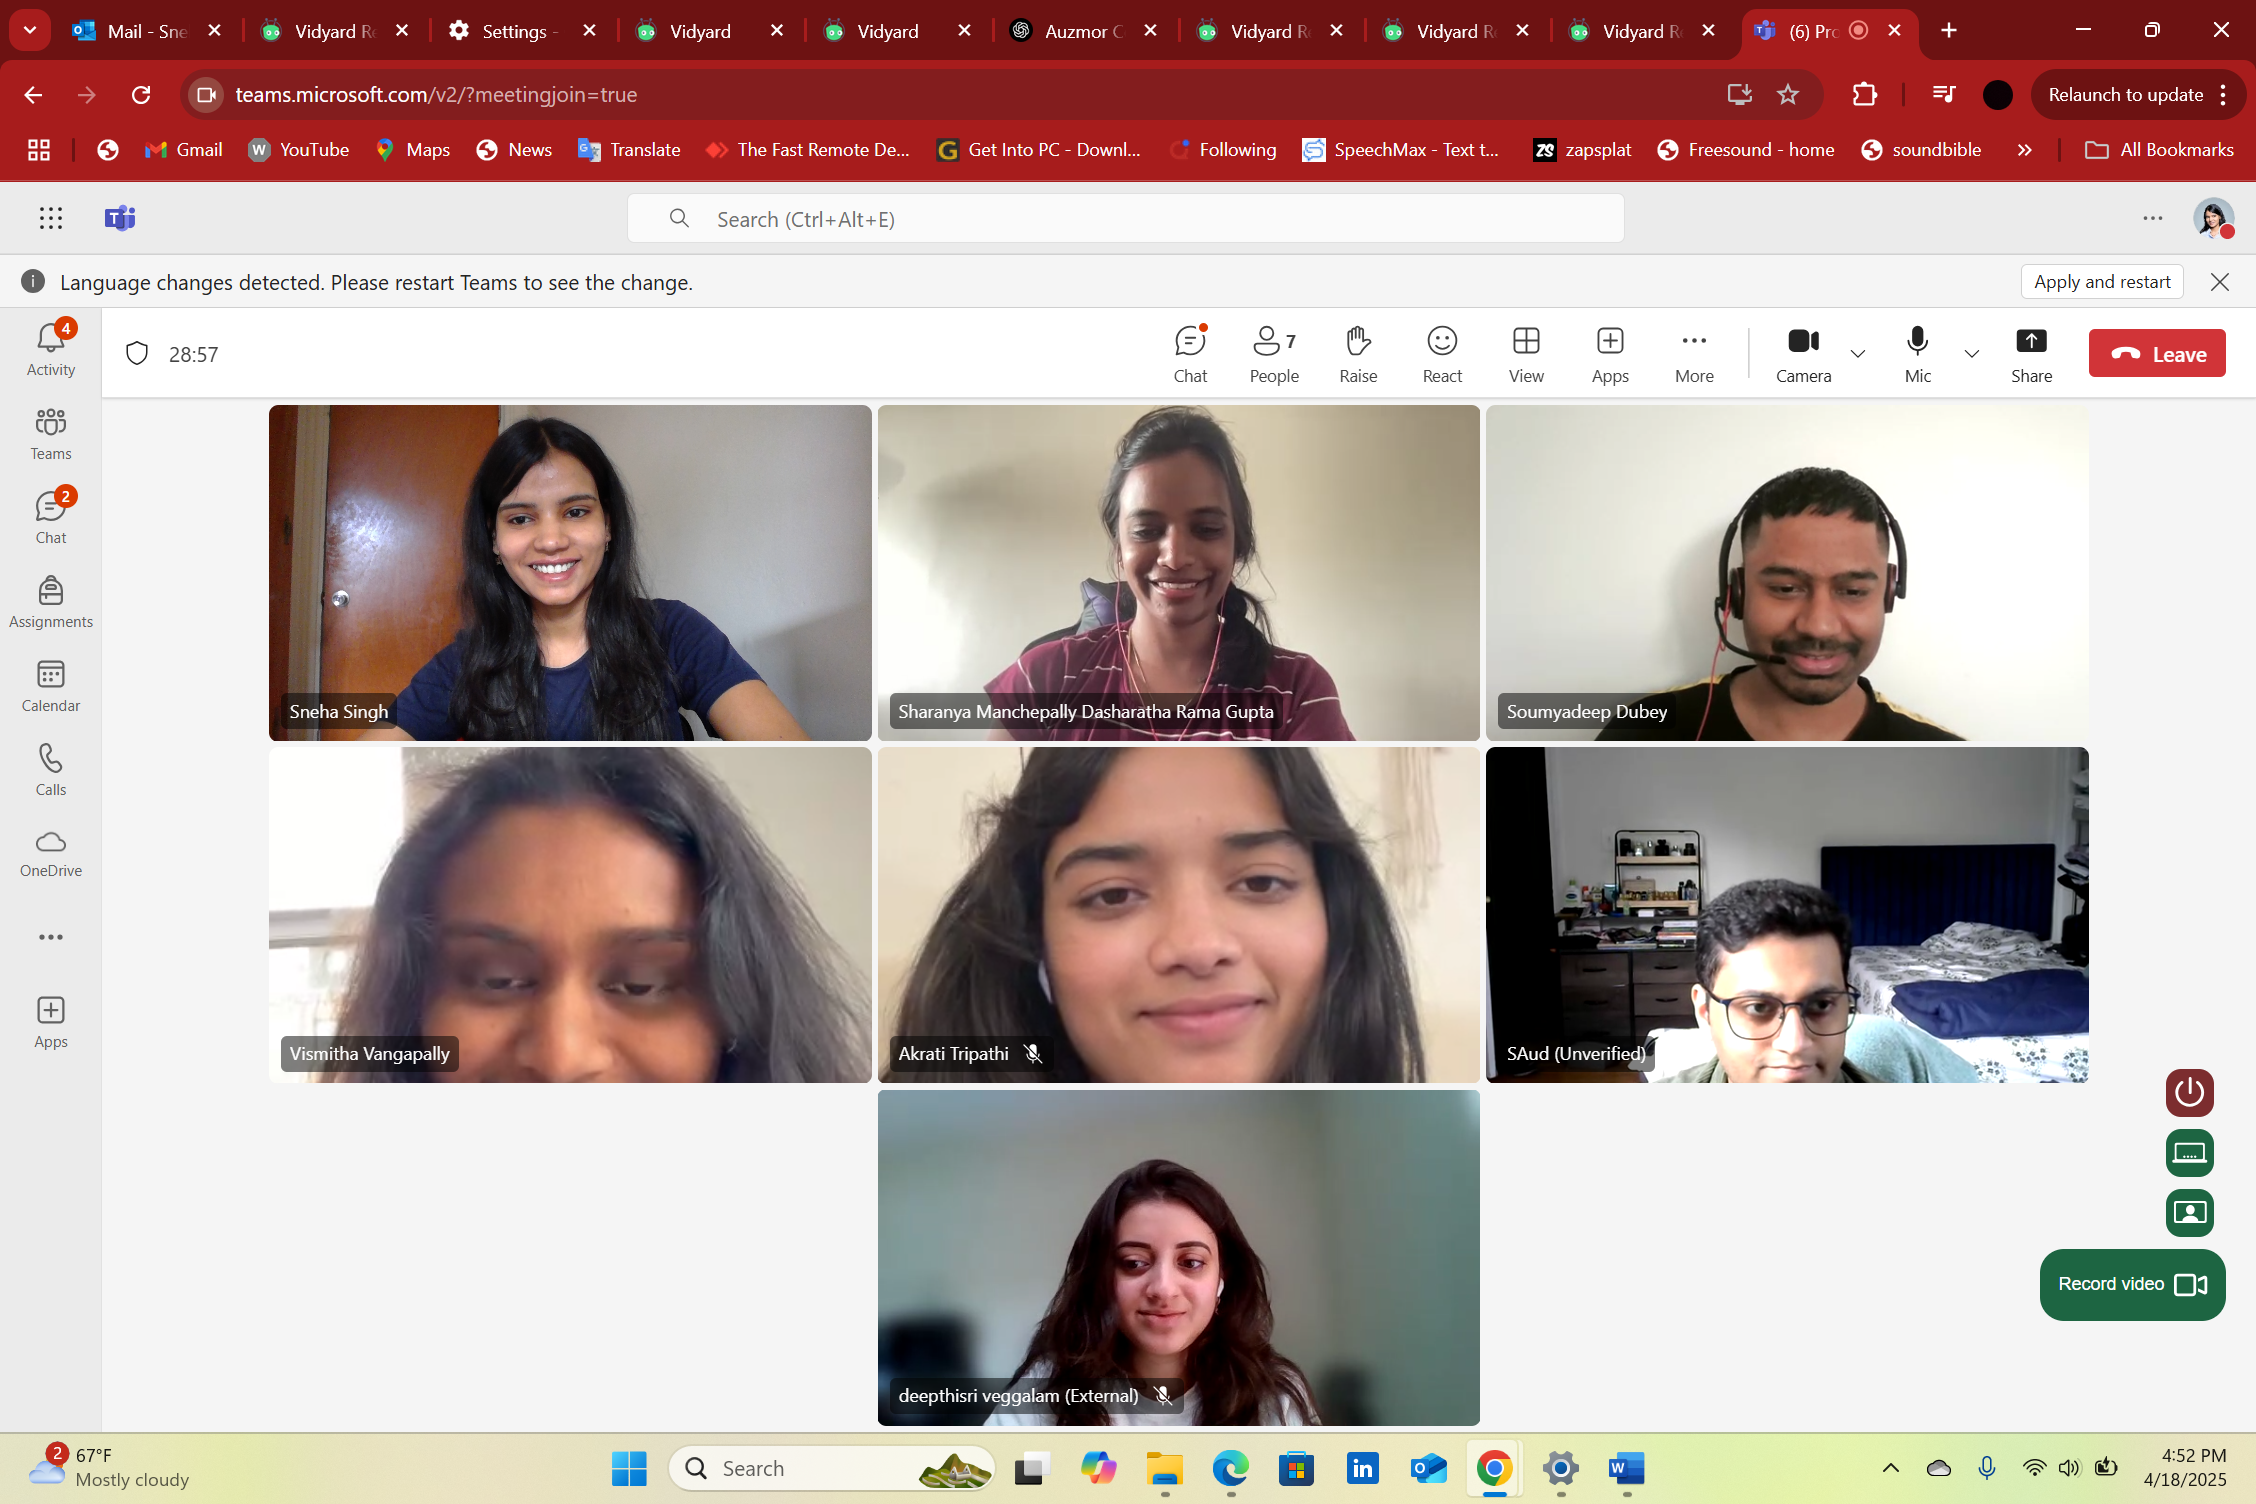 Mail - Sne
Vidyard Re
Settings -
Vidyard
Vidyard
Auzmor C
Vidyard Re
Vidyard Re
Vidyard Re
(6) Pro
teams.microsoft.com/v2/?meetingjoin=true
Relaunch to update
Gmail
YouTube
Maps
News
Translate
The Fast Remote De...
Get Into PC - Downl...
Following
SpeechMax - Text t...
zapsplat
Freesound - home
soundbible
All Bookmarks
Search (Ctrl+Alt+E)
Language changes detected. Please restart Teams to see the change.
Apply and restart
4
Activity
28:57
Chat
7
People
Raise
React
View
Apps
More
Camera
Mic
Share
Leave
Teams
2
Chat
Assignments
Calendar
Calls
OneDrive
Apps
Sneha Singh
Sharanya Manchepally Dasharatha Rama Gupta
Soumyadeep Dubey
Vismitha Vangapally
Akrati Tripathi
SAud (Unverified)
deepthisri veggalam (External)
Record video
2
67°F
Mostly cloudy
Search
4:52 PM
4/18/2025